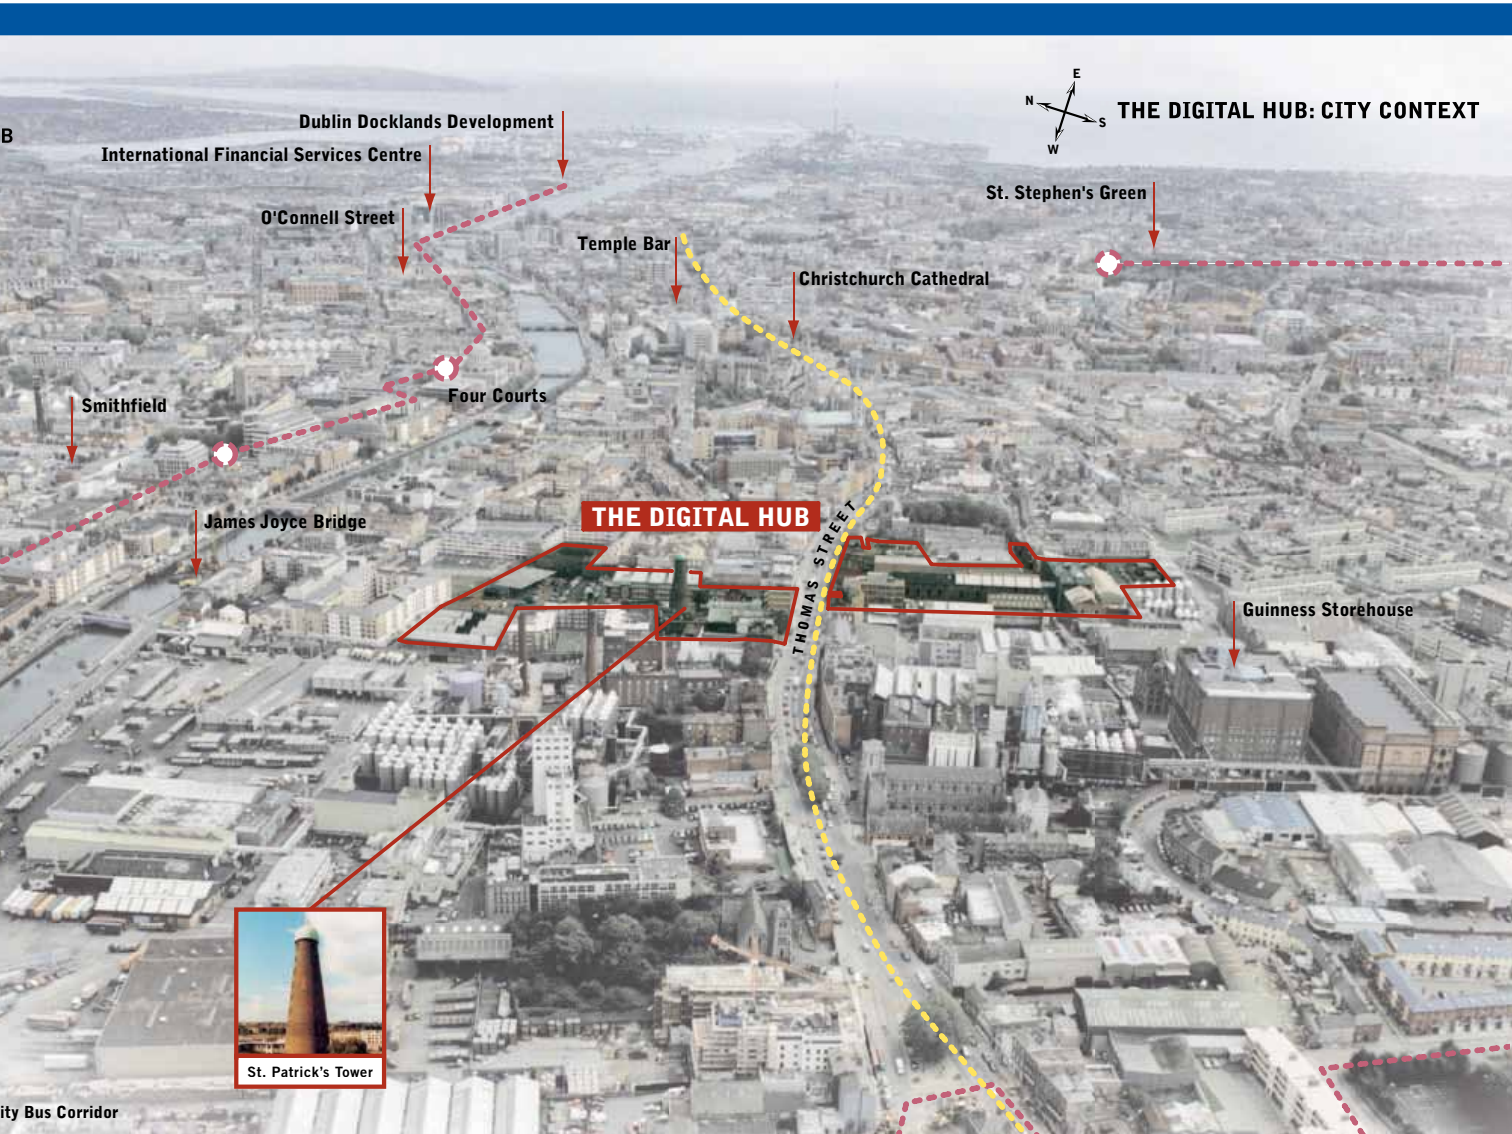 E
N
S
W
THE DIGITAL HUB: CITY CONTEXT
Dublin Docklands Development
B
International Financial Services Centre
St. Stephen's Green
O'Connell Street
Temple Bar
Christchurch Cathedral
Four Courts
Smithfield
THE DIGITAL HUB
James Joyce Bridge
THOMAS STREET
Guinness Storehouse
St. Patrick's Tower
ity Bus Corridor